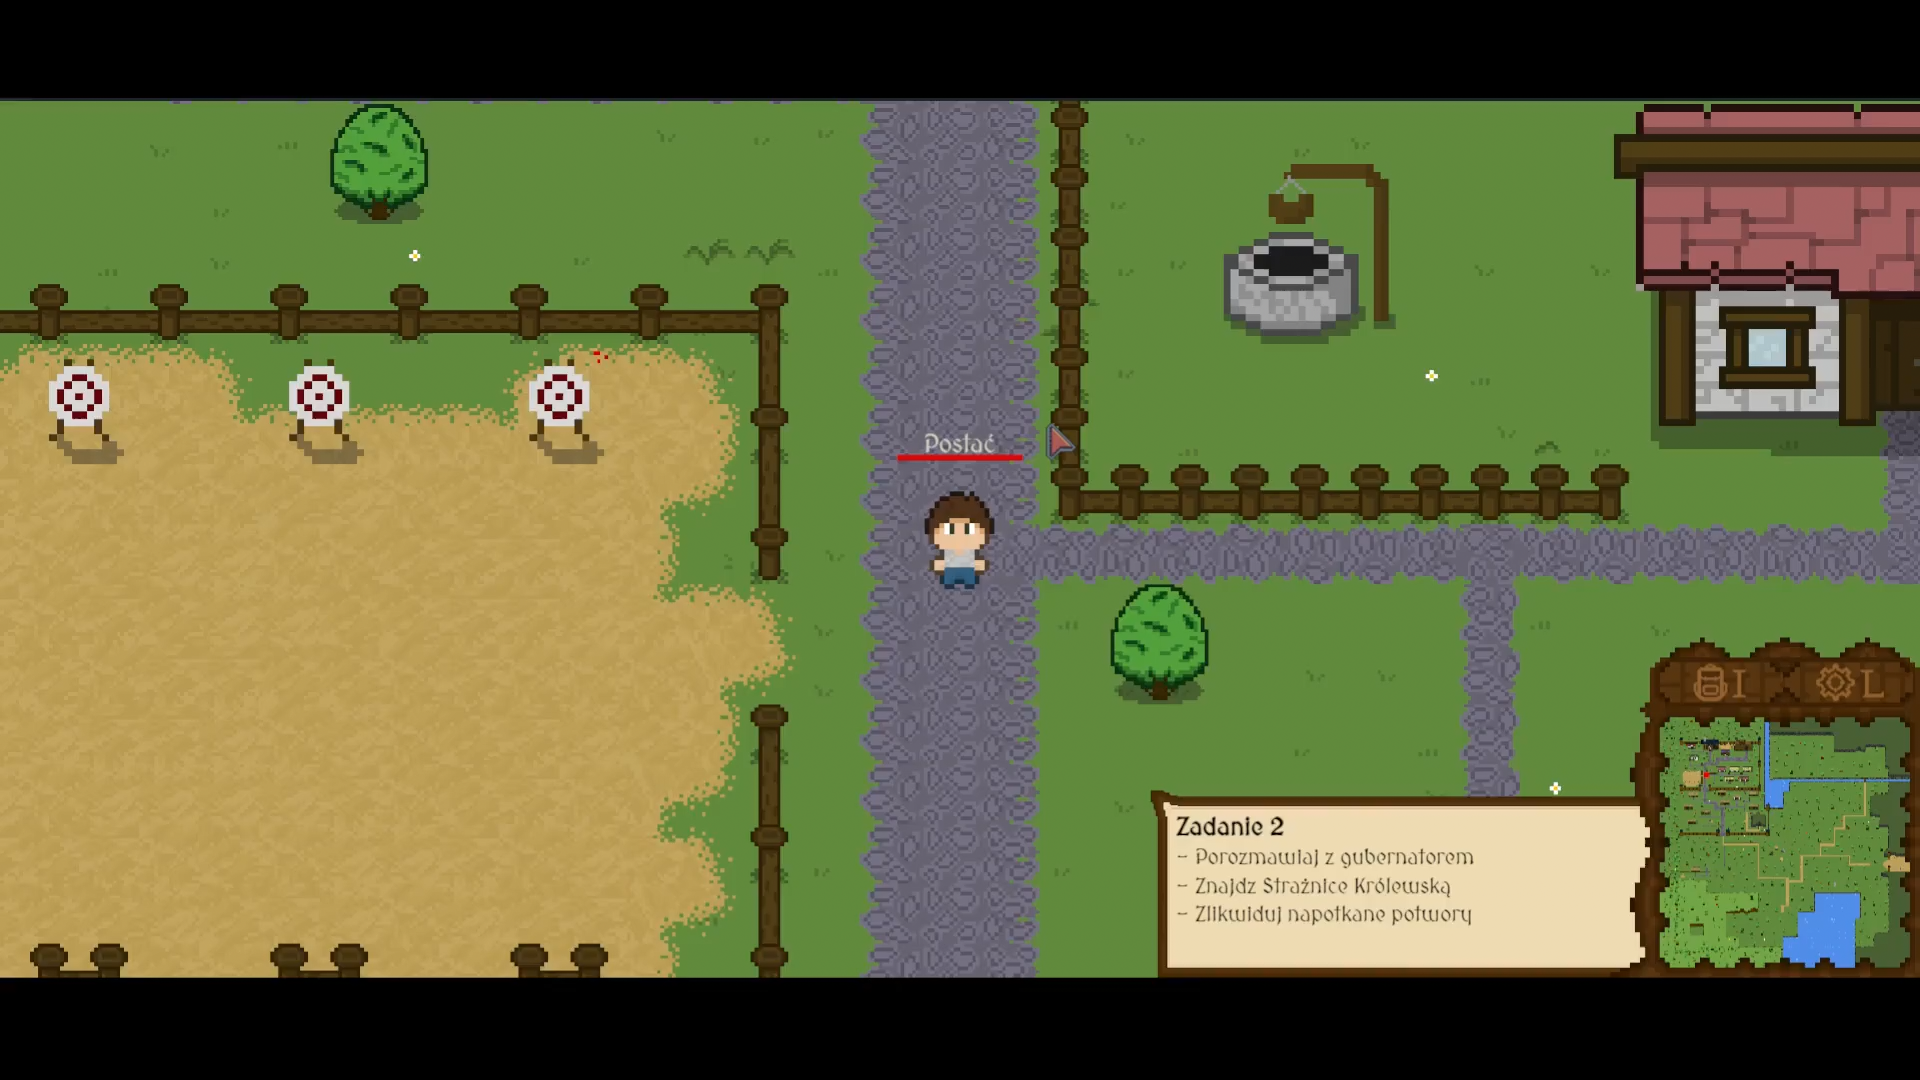 Postać
I
L
Zadanie 2
- Porozmawiaj z gubernatorem
- Znajdz Strażnice Królewską
- Zlikwiduj napotkane potwory